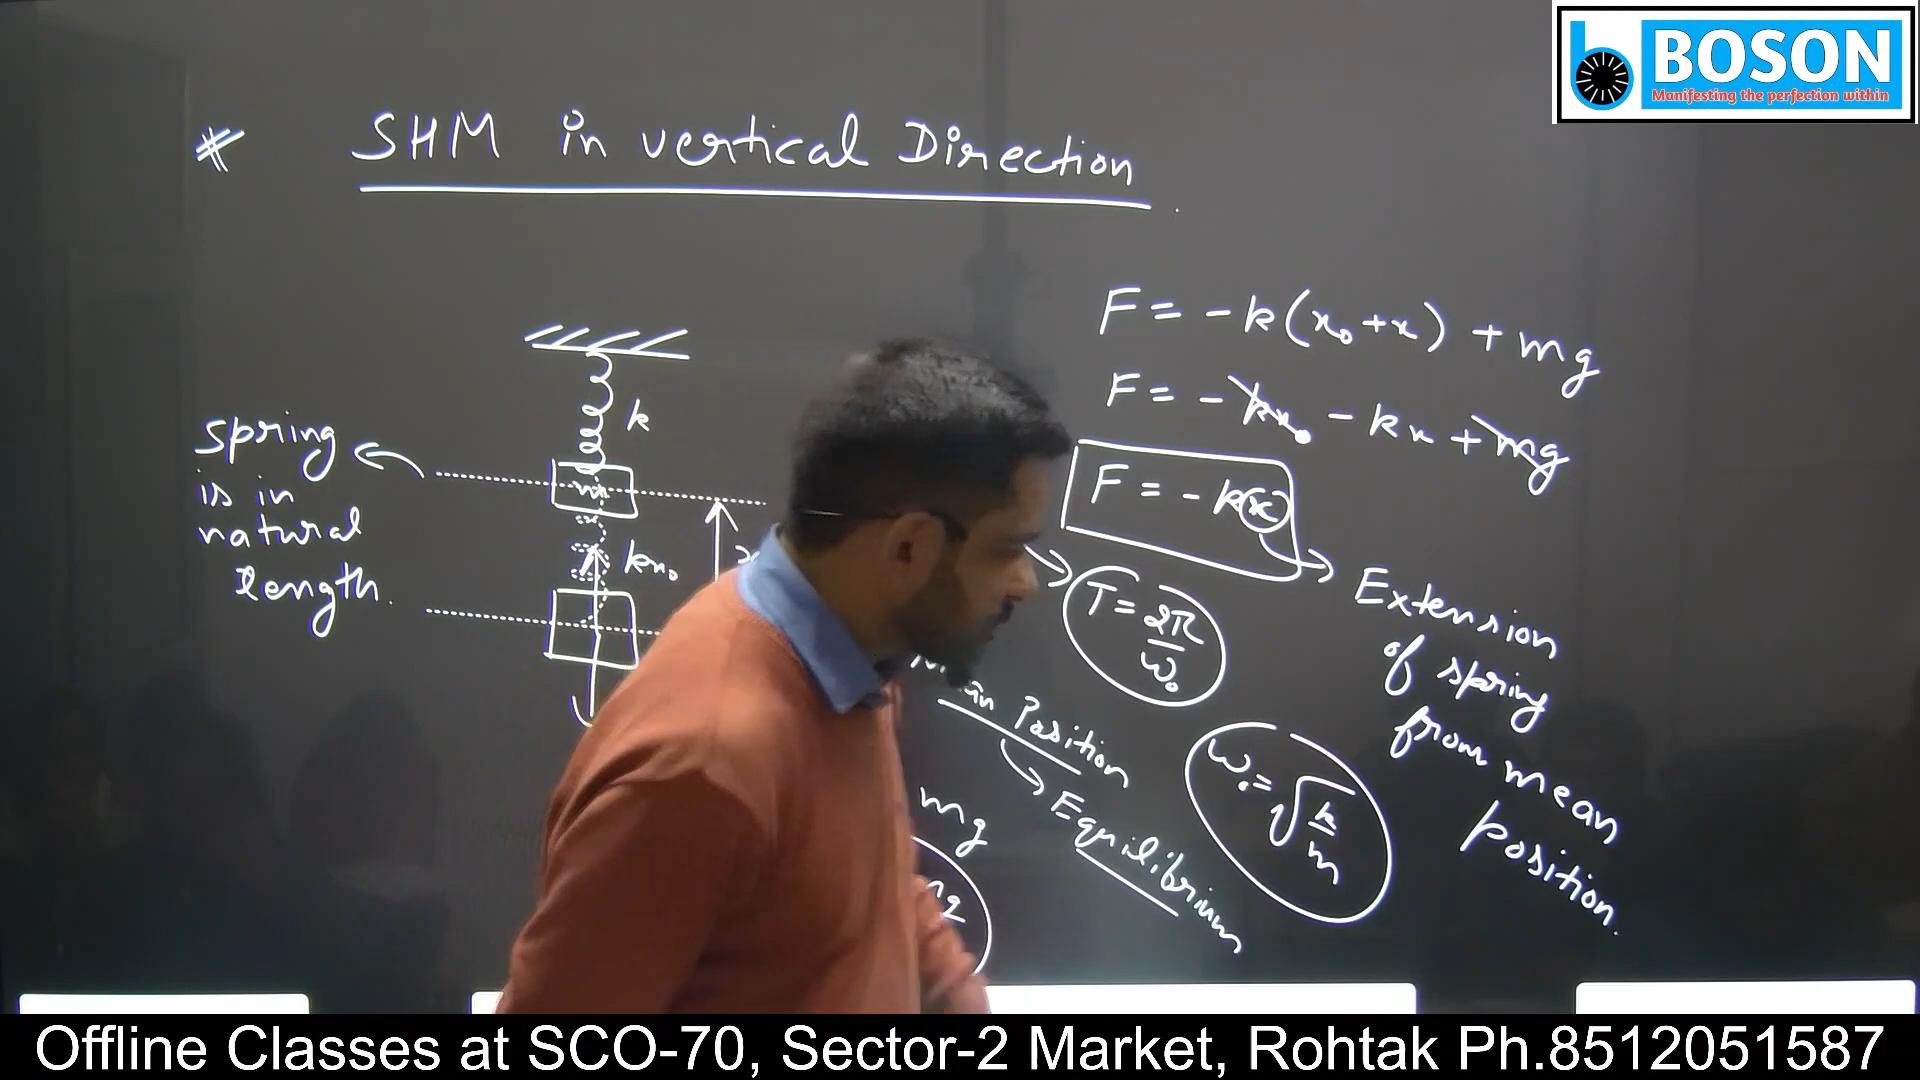 BOSON
Manifesting the perfection within
* SHM in vertical Direction
F = -k(x₀+x) + mg
F = -kx₀ - kx + mg
F = -k(x)
k
m
spring
is in
natural
length.
kx₀
T = 2π/ω₀
Extension
of spring
from mean
position.
Position
Equilibrium
ω₀ = √(k/m)
mg
Offline Classes at SCO-70, Sector-2 Market, Rohtak Ph.8512051587